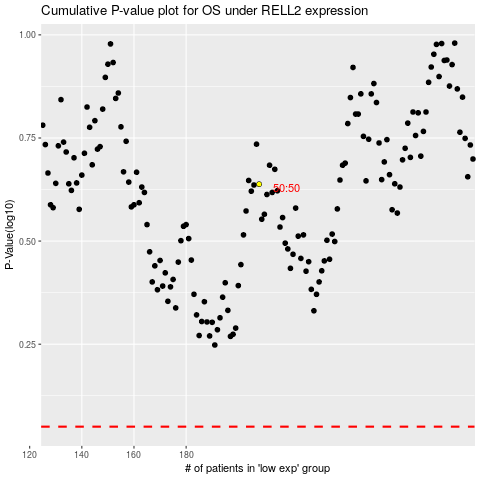 Cumulative P-value plot for OS under RELL2 expression
P-Value(log10)
1.00
0.75
0.50
0.25
50:50
120 140 160 180
# of patients in 'low exp' group